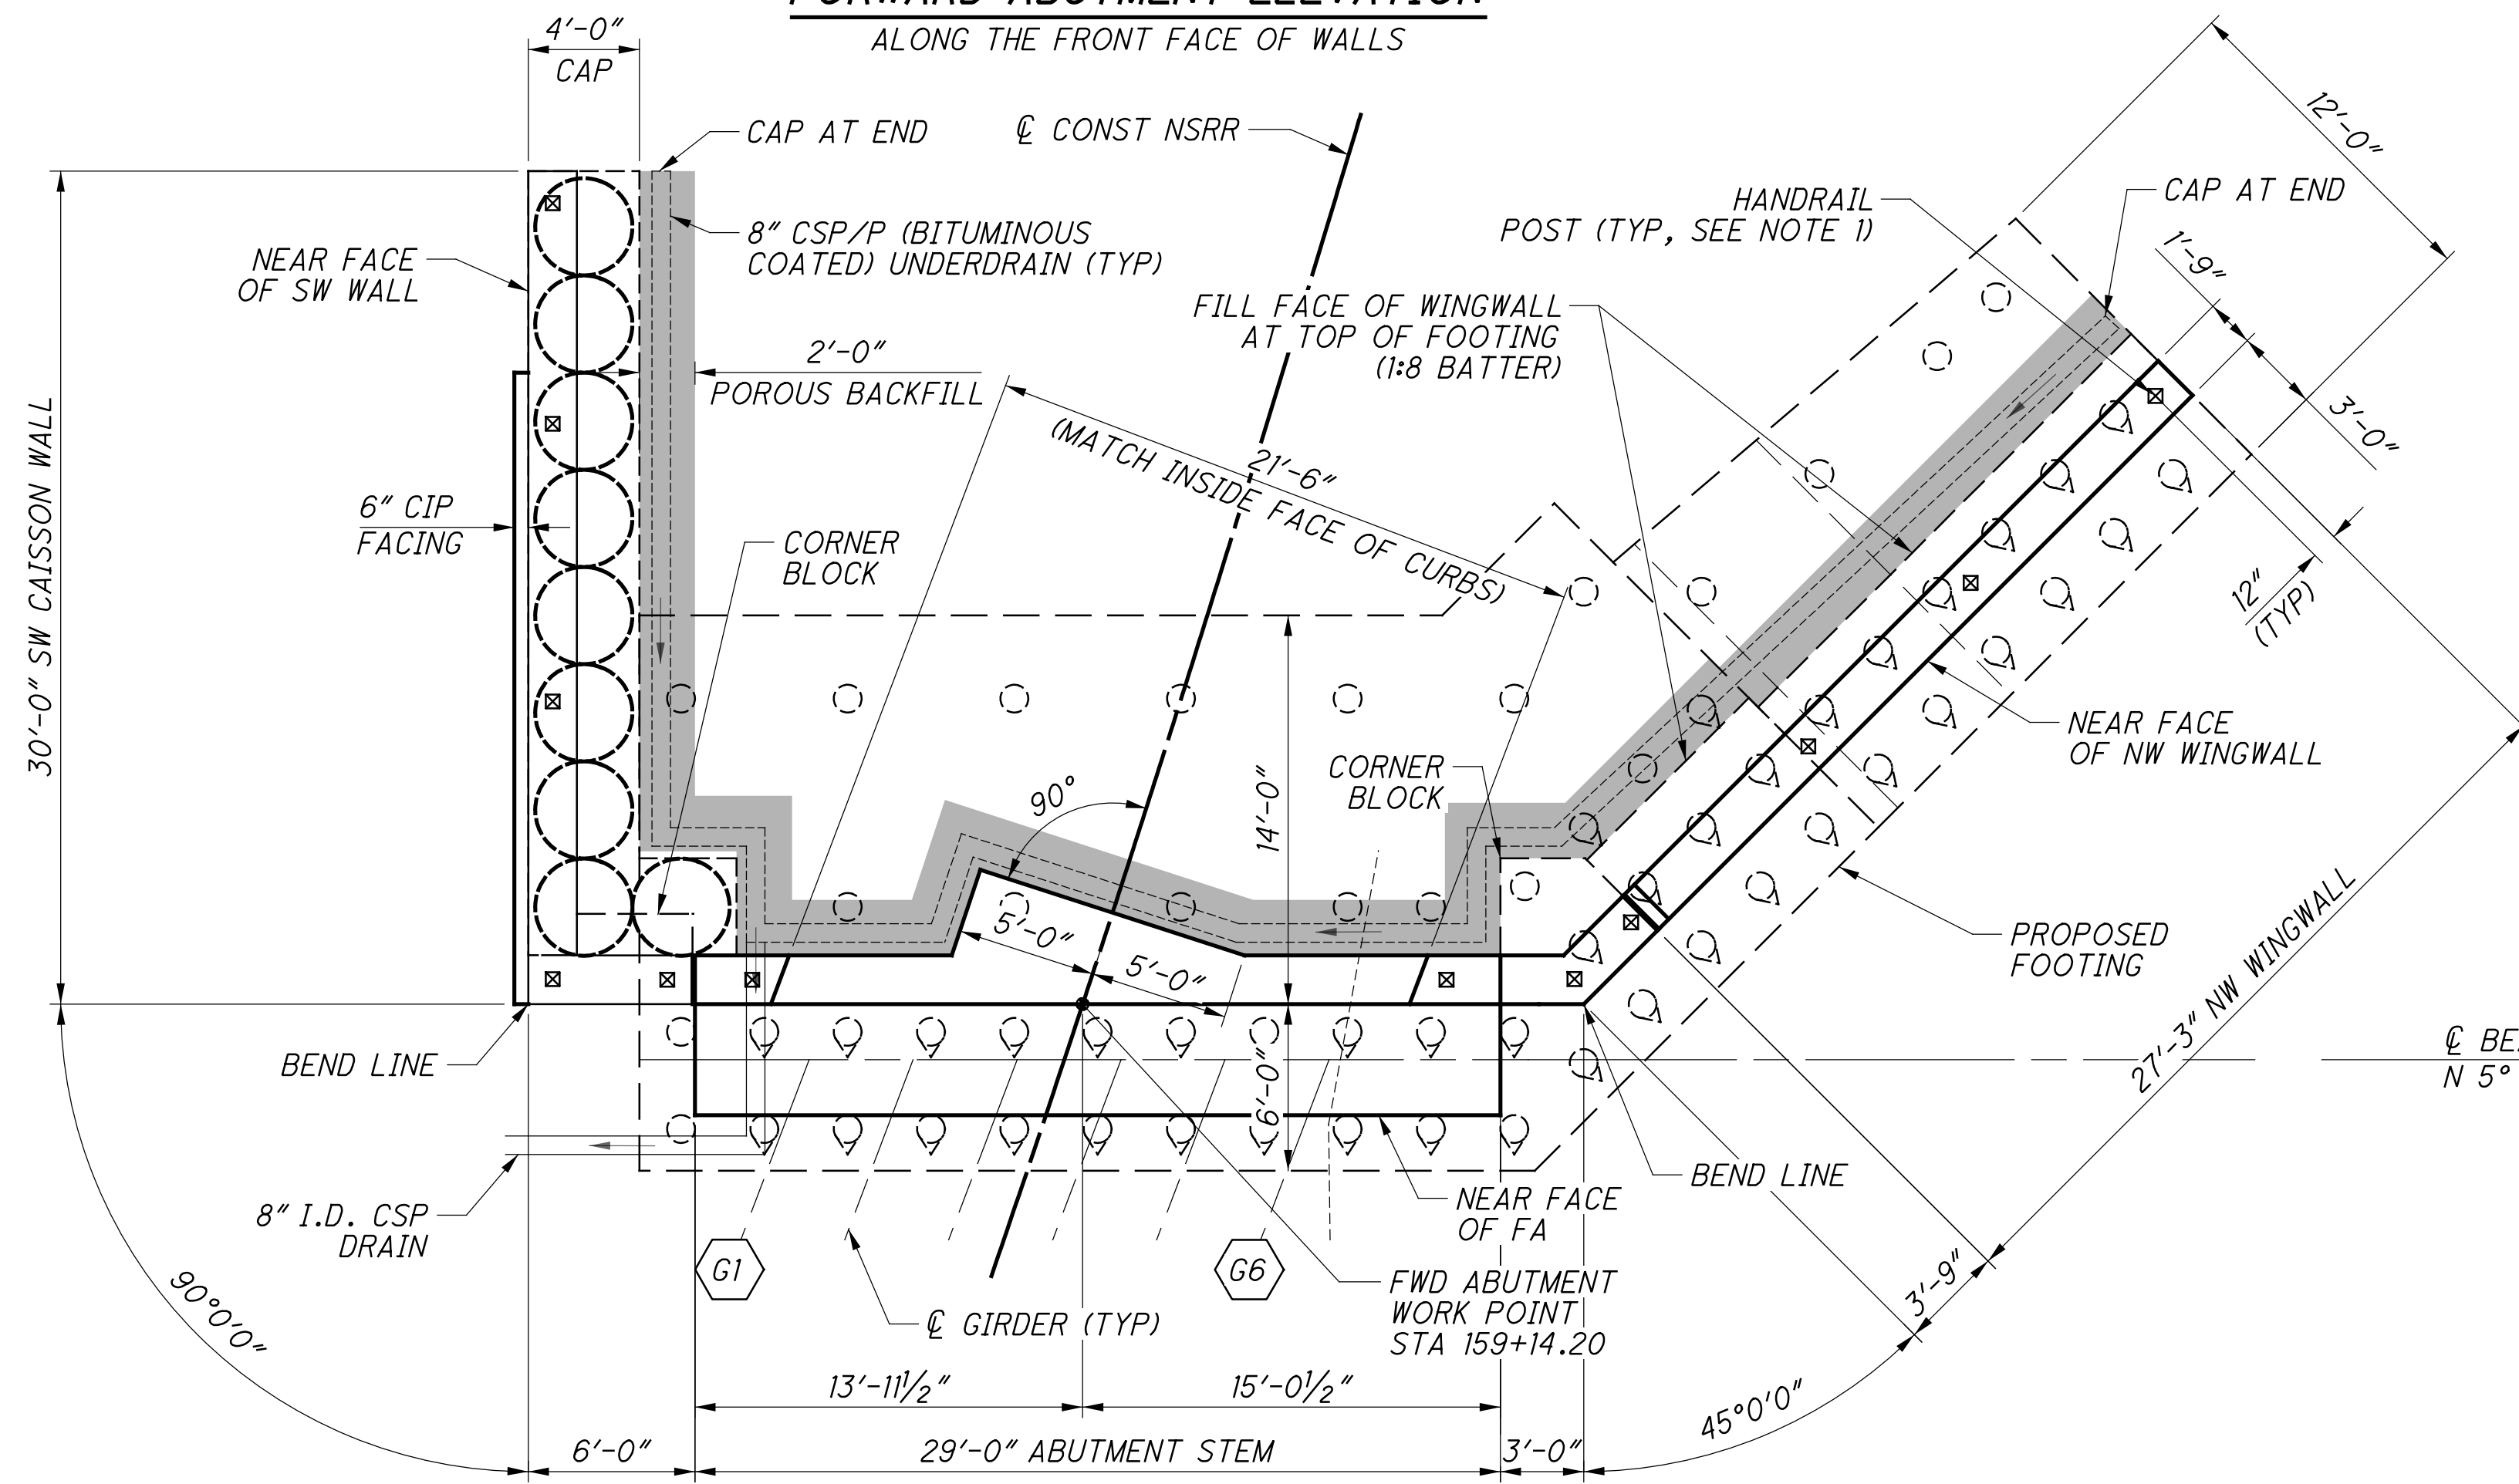 FORWARD ABUTMENT ELEVATION
ALONG THE FRONT FACE OF WALLS
4'-0"
CAP
CAP AT END
℄ CONST NSRR
12'-0"
HANDRAIL
POST (TYP, SEE NOTE 1)
CAP AT END
1'-9"
3'-0"
8" CSP/P (BITUMINOUS
COATED) UNDERDRAIN (TYP)
NEAR FACE
OF SW WALL
FILL FACE OF WINGWALL
AT TOP OF FOOTING
(1:8 BATTER)
2'-0"
POROUS BACKFILL
21'-6"
(MATCH INSIDE FACE OF CURBS)
30'-0" SW CAISSON WALL
6" CIP
FACING
CORNER
BLOCK
12"
(TYP)
NEAR FACE
OF NW WINGWALL
CORNER
BLOCK
90°
14'-0"
5'-0"
5'-0"
PROPOSED
FOOTING
27'-3" NW WINGWALL
BEND LINE
6'-0"
℄ BE
N 5°
BEND LINE
8" I.D. CSP
DRAIN
NEAR FACE
OF FA
G1
G6
FWD ABUTMENT
WORK POINT
STA 159+14.20
℄ GIRDER (TYP)
3'-9"
90°0'0"
45°0'0"
13'-11½"
15'-0½"
6'-0"
29'-0" ABUTMENT STEM
3'-0"